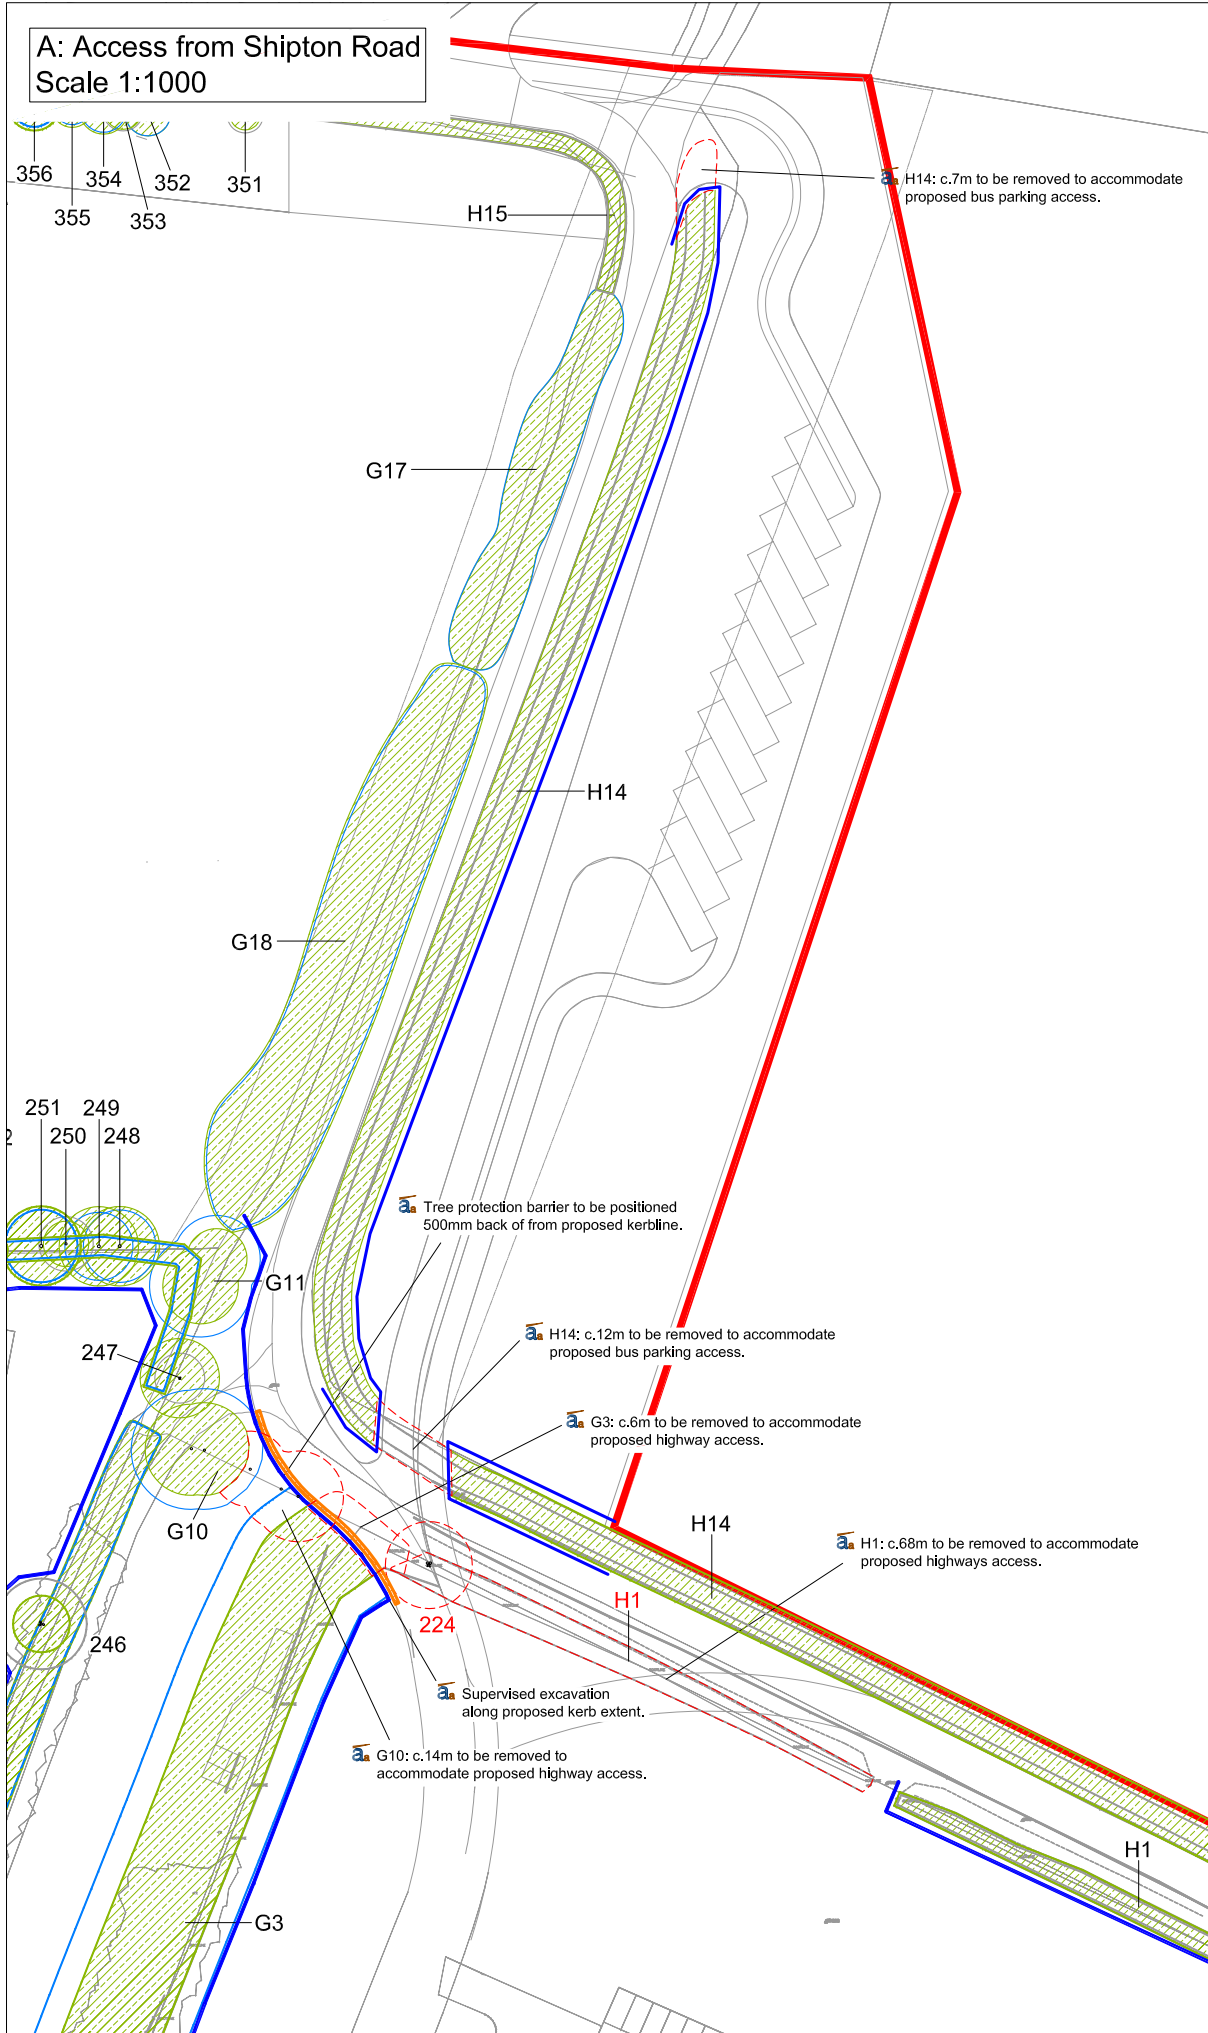 A: Access from Shipton Road
Scale 1:1000
356
355
354
353
352
351
H15
H14: c.7m to be removed to accommodate
proposed bus parking access.
G17
H14
G18
251
250
249
248
Tree protection barrier to be positioned
500mm back of from proposed kerbline.
G11
H14: c.12m to be removed to accommodate
proposed bus parking access.
247
G3: c.6m to be removed to accommodate
proposed highway access.
G10
H14
H1: c.68m to be removed to accommodate
proposed highways access.
H1
224
246
Supervised excavation
along proposed kerb extent.
G10: c.14m to be removed to
accommodate proposed highway access.
H1
G3